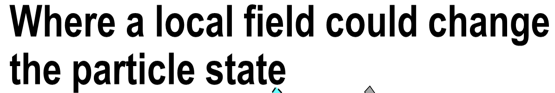 Where a local field could change
the particle state